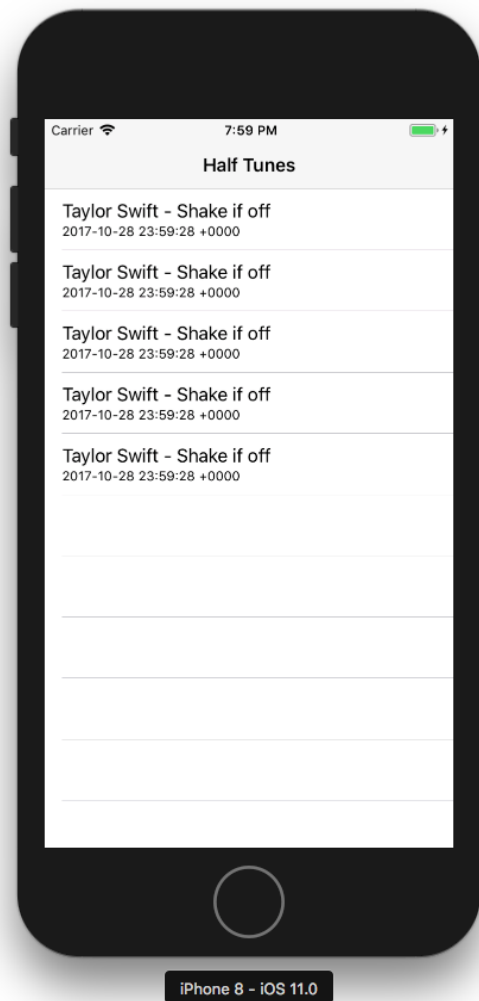 Carrier 7:59 PM
Half Tunes
Taylor Swift - Shake if off
2017-10-28 23:59:28 +0000
Taylor Swift - Shake if off
2017-10-28 23:59:28 +0000
Taylor Swift - Shake if off
2017-10-28 23:59:28 +0000
Taylor Swift - Shake if off
2017-10-28 23:59:28 +0000
Taylor Swift - Shake if off
2017-10-28 23:59:28 +0000
iPhone 8 - iOS 11.0